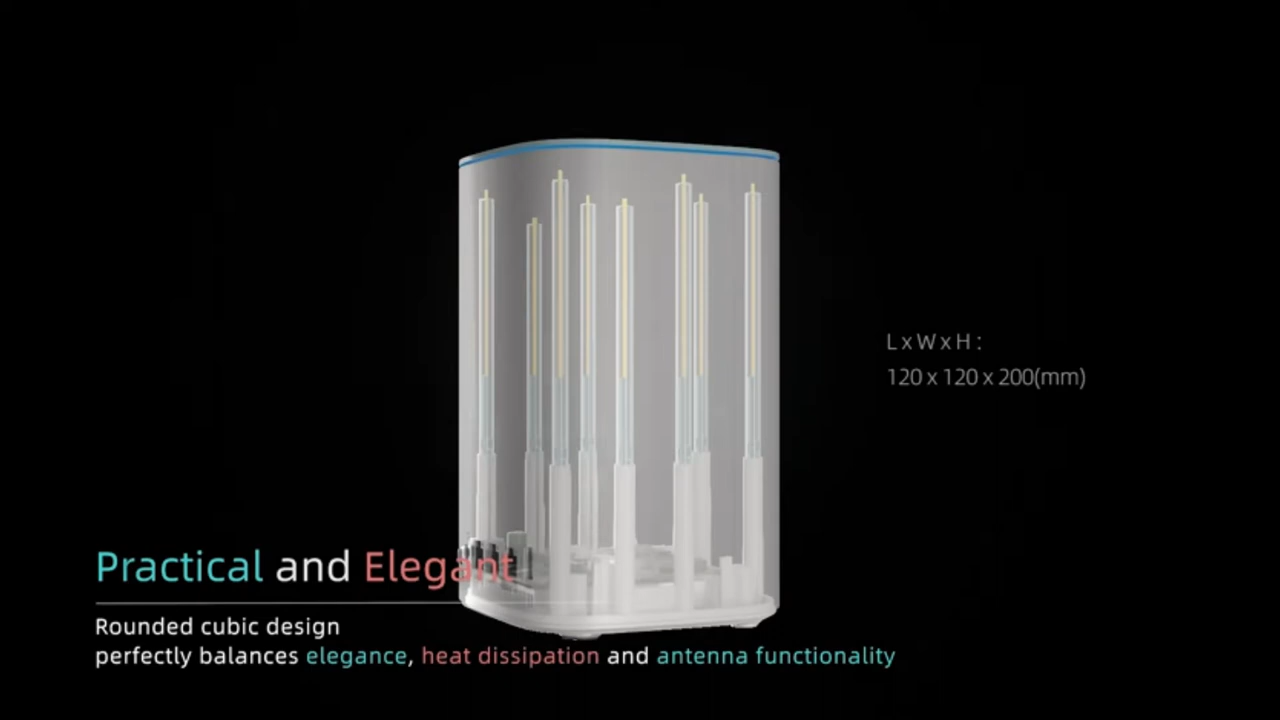 L x W x H :
120 x 120 x 200(mm)
Practical and Elegant
Rounded cubic design
perfectly balances elegance, heat dissipation and antenna functionality